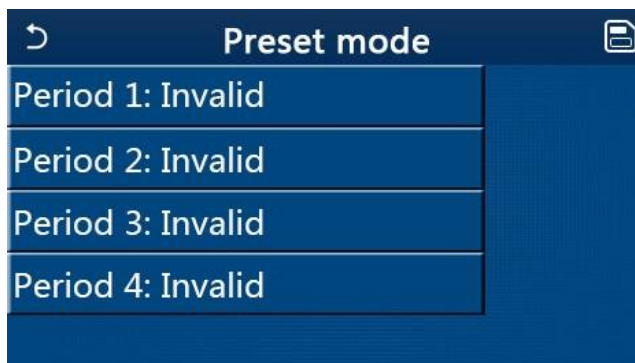 Preset mode
Period 1: Invalid
Period 2: Invalid
Period 3: Invalid
Period 4: Invalid